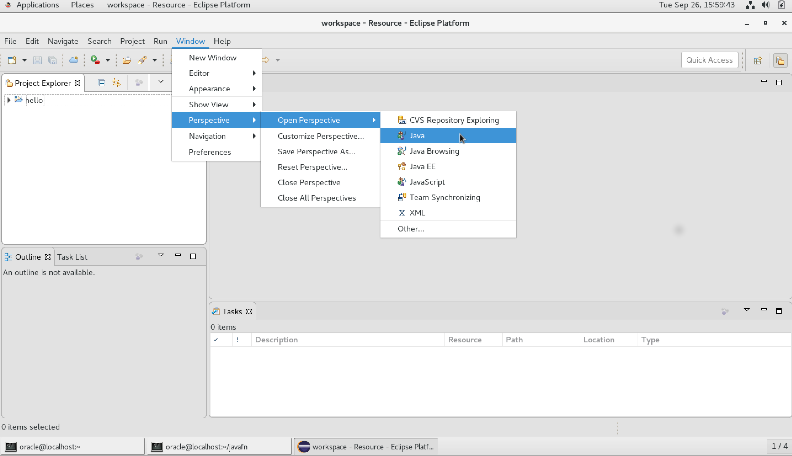 Applications Places workspace - Resource - Eclipse Platform Tue Sep 26, 15:59:43
workspace - Resource - Eclipse Platform
File Edit Navigate Search Project Run Window Help
Quick Access
New Window
Editor
Appearance
Show View
Perspective
Navigation
Preferences
Open Perspective
Customize Perspective...
Save Perspective As...
Reset Perspective...
Close Perspective
Close All Perspectives
CVS Repository Exploring
Java
Java Browsing
Java EE
JavaScript
Team Synchronizing
XML
Other...
Project Explorer
hello
Outline Task List
An outline is not available.
Tasks
0 items
! Description Resource Path Location Type
0 items selected
oracle@localhost:~ oracle@localhost:~/javafn workspace - Resource - Eclipse Platf... 1 / 4